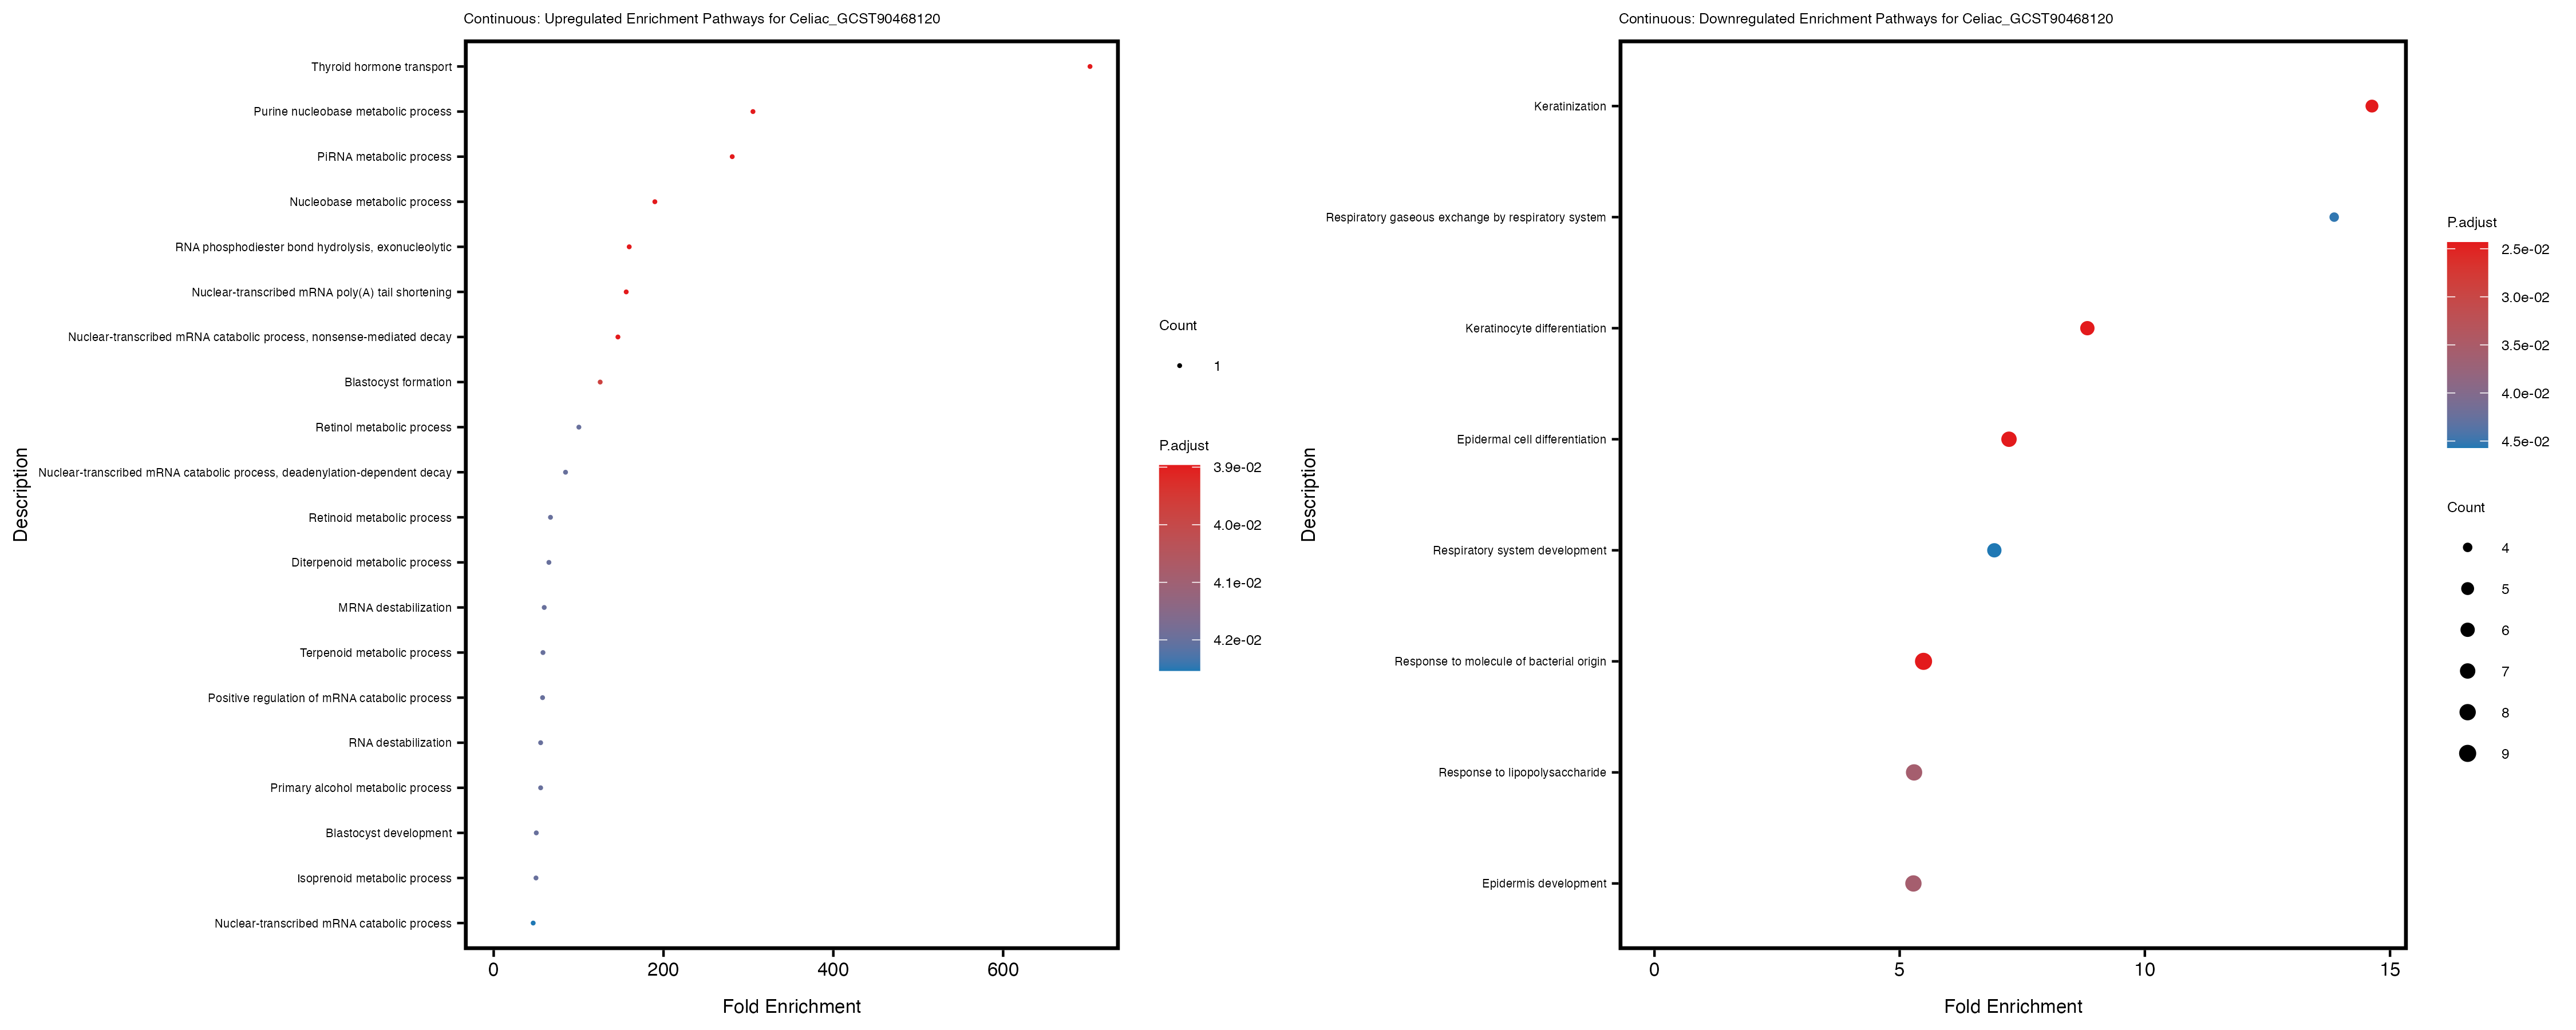 Continuous: Upregulated Enrichment Pathways for Celiac_GCST90468120
Description
Thyroid hormone transport
Purine nucleobase metabolic process
PiRNA metabolic process
Nucleobase metabolic process
RNA phosphodiester bond hydrolysis, exonucleolytic
Nuclear-transcribed mRNA poly(A) tail shortening
Nuclear-transcribed mRNA catabolic process, nonsense-mediated decay
Blastocyst formation
Retinol metabolic process
Nuclear-transcribed mRNA catabolic process, deadenylation-dependent decay
Retinoid metabolic process
Diterpenoid metabolic process
MRNA destabilization
Terpenoid metabolic process
Positive regulation of mRNA catabolic process
RNA destabilization
Primary alcohol metabolic process
Blastocyst development
Isoprenoid metabolic process
Nuclear-transcribed mRNA catabolic process
0 200 400 600
Fold Enrichment
Count
1
P.adjust
3.9e-02
4.0e-02
4.1e-02
4.2e-02
Continuous: Downregulated Enrichment Pathways for Celiac_GCST90468120
Description
Keratinization
Respiratory gaseous exchange by respiratory system
Keratinocyte differentiation
Epidermal cell differentiation
Respiratory system development
Response to molecule of bacterial origin
Response to lipopolysaccharide
Epidermis development
0 5 10 15
Fold Enrichment
P.adjust
2.5e-02
3.0e-02
3.5e-02
4.0e-02
4.5e-02
Count
4
5
6
7
8
9